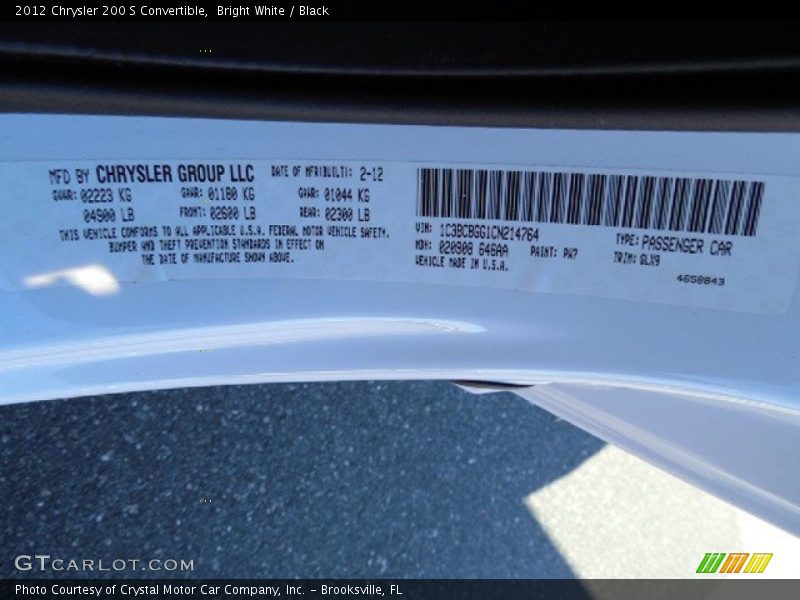 2012 Chrysler 200 S Convertible, Bright White / Black
MFD BY CHRYSLER GROUP LLC DATE OF MFR(BUILT): 2-12
GVWR: 02223 KG GAWR: 01180 KG GAWR: 01044 KG
04900 LB FRONT: 02600 LB REAR: 02300 LB
THIS VEHICLE CONFORMS TO ALL APPLICABLE U.S.A. FEDERAL MOTOR VEHICLE SAFETY.
BUMPER AND THEFT PREVENTION STANDARDS IN EFFECT ON
THE DATE OF MANUFACTURE SHOWN ABOVE.
VIN: 1C3BCBGG1CN214764 TYPE: PASSENGER CAR
MDH: 020908 646AA PAINT: PW7 TRIM: GLX9
VEHICLE MADE IN U.S.A.
4658843
GTCARLOT.COM
Photo Courtesy of Crystal Motor Car Company, Inc. – Brooksville, FL